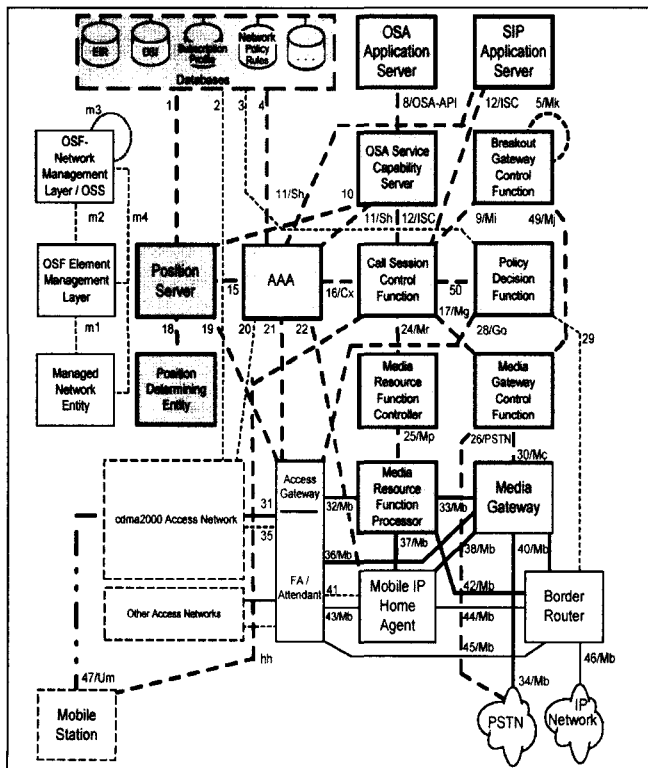 EIR
DSI
Subscription
Profile
Network
Policy
Rules
. . .
Databases
OSA
Application
Server
SIP
Application
Server
1
2
3
4
8/OSA-API
12/ISC
5/Mk
m3
OSF-
Network
Management
Layer / OSS
OSA Service
Capability
Server
Breakout
Gateway
Control
Function
11/Sh
10
m2
m4
11/Sh
12/ISC
9/Mi
49/Mj
OSF Element
Management
Layer
Position
Server
15
AAA
16/Cx
Call Session
Control
Function
50
Policy
Decision
Function
17/Mg
m1
18
19
20
21
22
24/Mr
28/Go
29
Managed
Network
Entity
Position
Determining
Entity
Media
Resource
Function
Controller
Media
Gateway
Control
Function
25/Mp
26/PSTN
30/Mc
cdma2000 Access Network
31
35
Access
Gateway
32/Mb
Media
Resource
Function
Processor
33/Mb
Media
Gateway
36/Mb
37/Mb
38/Mb
40/Mb
FA /
Attendant
41
42/Mb
Mobile IP
Home
Agent
Border
Router
Other Access Networks
43/Mb
44/Mb
45/Mb
hh
46/Mb
47/Um
34/Mb
Mobile
Station
PSTN
IP
Network